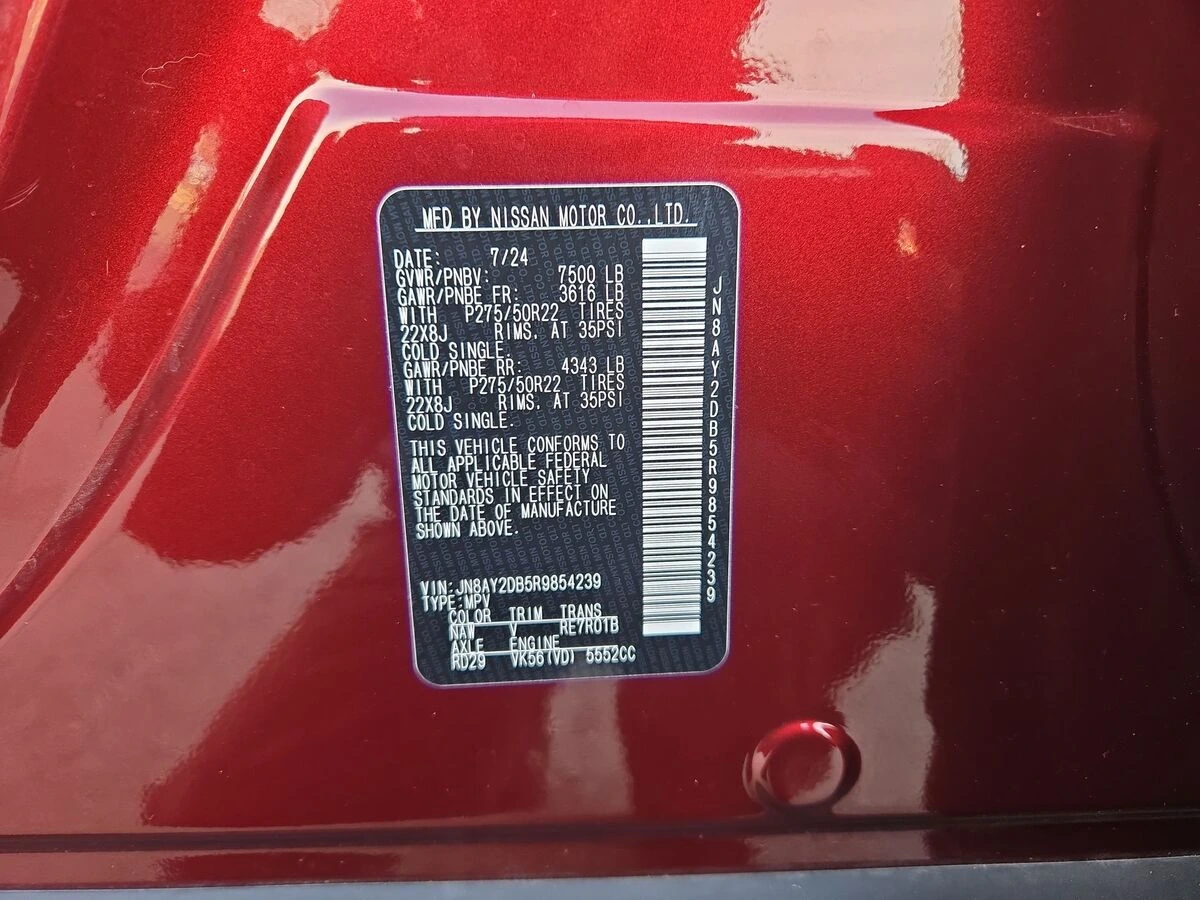 MFD BY NISSAN MOTOR CO.,LTD.
DATE: 7/24
GVWR/PNBV: 7500 LB
GAWR/PNBE FR: 3616 LB
WITH P275/50R22 TIRES
22X8J RIMS, AT 35PSI
COLD SINGLE.
GAWR/PNBE RR: 4343 LB
WITH P275/50R22 TIRES
22X8J RIMS, AT 35PSI
COLD SINGLE.
THIS VEHICLE CONFORMS TO
ALL APPLICABLE FEDERAL
MOTOR VEHICLE SAFETY
STANDARDS IN EFFECT ON
THE DATE OF MANUFACTURE
SHOWN ABOVE.
VIN:JN8AY2DB5R9854239
TYPE:MPV
COLOR TRIM TRANS
NAW V RE7R01B
AXLE ENGINE
RD29 VK56(VD) 5552CC
JN8AY2DB5R9854239